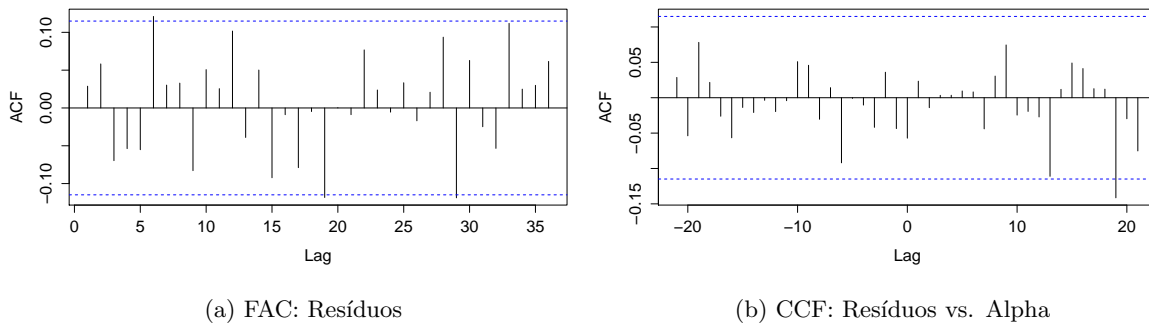 ACF
0.10
0.00
−0.10
0 5 10 15 20 25 30 35
Lag
(a) FAC: Resíduos
ACF
0.05
−0.05
−0.15
−20 −10 0 10 20
Lag
(b) CCF: Resíduos vs. Alpha